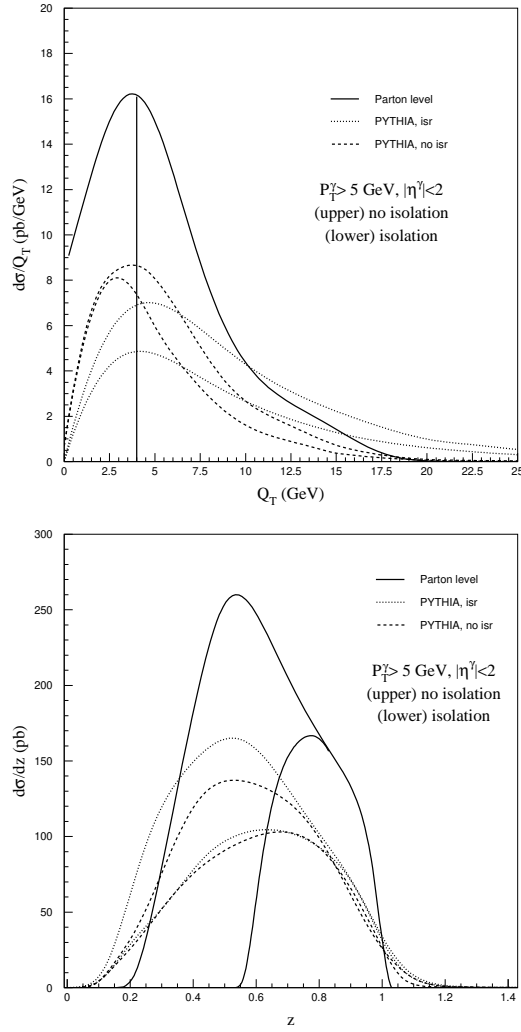 dσ/Q_T (pb/GeV)
20
18
16
14
12
10
8
6
4
2
0
Parton level
PYTHIA, isr
PYTHIA, no isr
P_T^γ> 5 GeV, |η^γ|<2
(upper) no isolation
(lower) isolation
0 2.5 5 7.5 10 12.5 15 17.5 20 22.5 25
Q_T (GeV)
dσ/dz (pb)
300
250
200
150
100
50
0
Parton level
PYTHIA, isr
PYTHIA, no isr
P_T^γ> 5 GeV, |η^γ|<2
(upper) no isolation
(lower) isolation
0 0.2 0.4 0.6 0.8 1 1.2 1.4
z